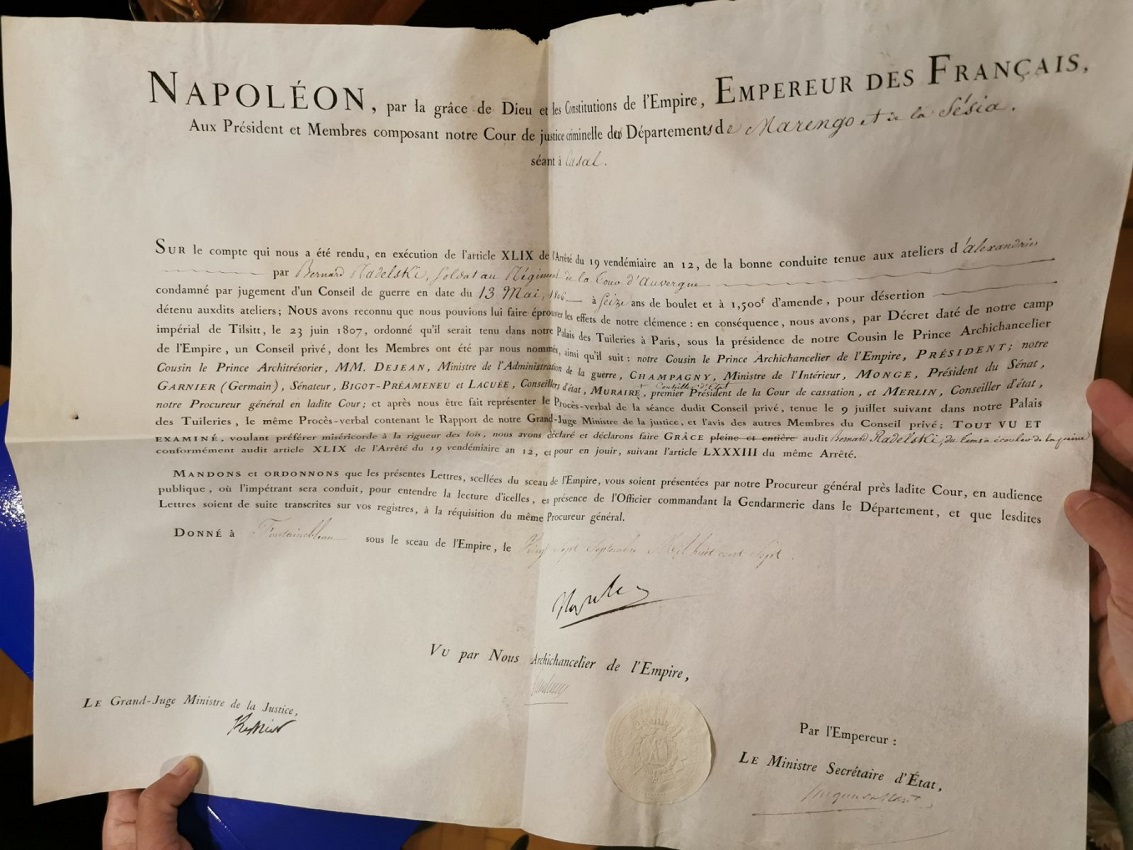 NAPOLÉON, par la grâce de Dieu et les Constitutions de l'Empire, EMPEREUR DES FRANÇAIS,
Aux Président et Membres composant notre Cour de justice criminelle des Départements de Marengo et de la Sésia.
séant à Casal.
SUR le compte qui nous a été rendu, en exécution de l'article XLIX de l'Arrêté du 19 vendémiaire an 12, de la bonne conduite tenue aux ateliers d'Alexandrie
par Bernard Radelski, Soldat au Régiment de la Tour d'Auvergne
condamné par jugement d'un Conseil de guerre en date du 13 Mai, 1806 à Seize ans de boulet et à 1,500f d'amende, pour désertion
détenu auxdits ateliers; NOUS avons reconnu que nous pouvions lui faire éprouver les effets de notre clémence : en conséquence, nous avons, par Décret daté de notre camp
impérial de Tilsitt, le 23 juin 1807, ordonné qu'il serait tenu dans notre Palais des Tuileries à Paris, sous la présidence de notre Cousin le Prince Archichancelier
de l'Empire, un Conseil privé, dont les Membres ont été par nous nommés, ainsi qu'il suit : notre Cousin le Prince Archichancelier de l'Empire, PRÉSIDENT; notre
Cousin le Prince Architrésorier, MM. DEJEAN, Ministre de l'Administration de la guerre, CHAMPAGNY, Ministre de l'Intérieur, MONGE, Président du Sénat,
GARNIER (Germain), Sénateur, BIGOT-PRÉAMENEU et LACUÉE, Conseillers d'état, MURAIRE, Conseiller d'Etat premier Président de la Cour de cassation, et MERLIN, Conseiller d'état,
notre Procureur général en ladite Cour; et après nous être fait représenter le Procès-verbal de la séance dudit Conseil privé, tenue le 9 juillet suivant dans notre Palais
des Tuileries, le même Procès-verbal contenant le Rapport de notre Grand-Juge Ministre de la justice, et l'avis des autres Membres du Conseil privé; TOUT VU ET
EXAMINÉ, voulant préférer miséricorde à la rigueur des lois, nous avons déclaré et déclarons faire GRÂCE pleine et entière audit Bernard Radelski, du tems à écouler de la peine
conformément audit article XLIX de l'Arrêté du 19 vendémiaire an 12, et pour en jouir, suivant l'article LXXXIII du même Arrêté.
MANDONS et ORDONNONS que les présentes Lettres, scellées du sceau de l'Empire, vous soient présentées par notre Procureur général près ladite Cour, en audience
publique, où l'impétrant sera conduit, pour entendre la lecture d'icelles, en présence de l'Officier commandant la Gendarmerie dans le Département, et que lesdites
Lettres soient de suite transcrites sur vos registres, à la réquisition du même Procureur général.
DONNÉ à Fontainebleau sous le sceau de l'Empire, le Vingt sept Septembre Mil huit cent Sept.
VU par Nous Archichancelier de l'Empire,
LE Grand-Juge Ministre de la Justice,
Par l'Empereur :
LE Ministre Secrétaire d'État,